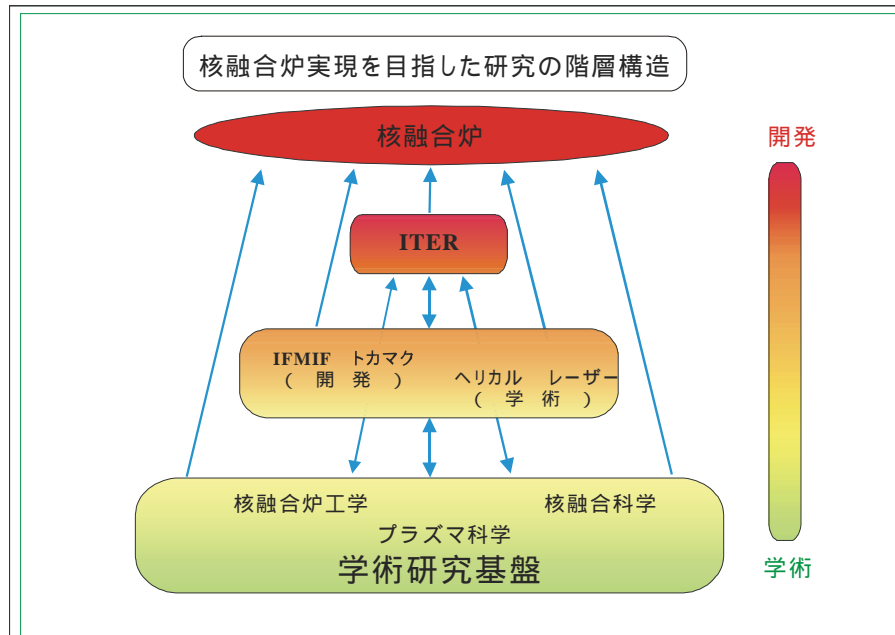 核融合炉実現を目指した研究の階層構造
核融合炉
開発
ITER
IFMIF トカマク
( 開 発 )
ヘリカル レーザー
( 学 術 )
核融合炉工学
核融合科学
プラズマ科学
学術研究基盤
学術